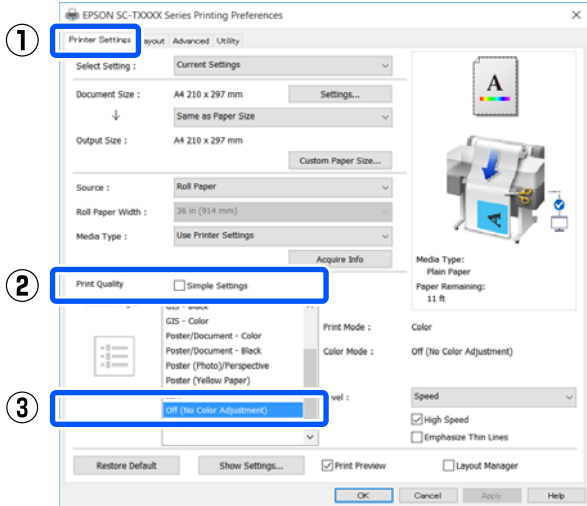 EPSON SC-TXXXX Series Printing Preferences
①
Printer Settings ayout Advanced Utility
Select Setting : Current Settings
Document Size : A4 210 x 297 mm Settings...
Same as Paper Size
Output Size : A4 210 x 297 mm
Custom Paper Size...
Source : Roll Paper
Roll Paper Width : 36 in (914 mm)
Media Type : Use Printer Settings
Acquire Info
A
Media Type:
Plain Paper
Paper Remaining:
11 ft
②
Print Quality Simple Settings
GIS - Color
Poster/Document - Color
Poster/Document - Black
Poster (Photo)/Perspective
Poster (Yellow Paper)
③
Off (No Color Adjustment)
Print Mode : Color
Color Mode : Off (No Color Adjustment)
Speed
High Speed
Emphasize Thin Lines
Restore Default Show Settings... Print Preview Layout Manager
OK Cancel Apply Help